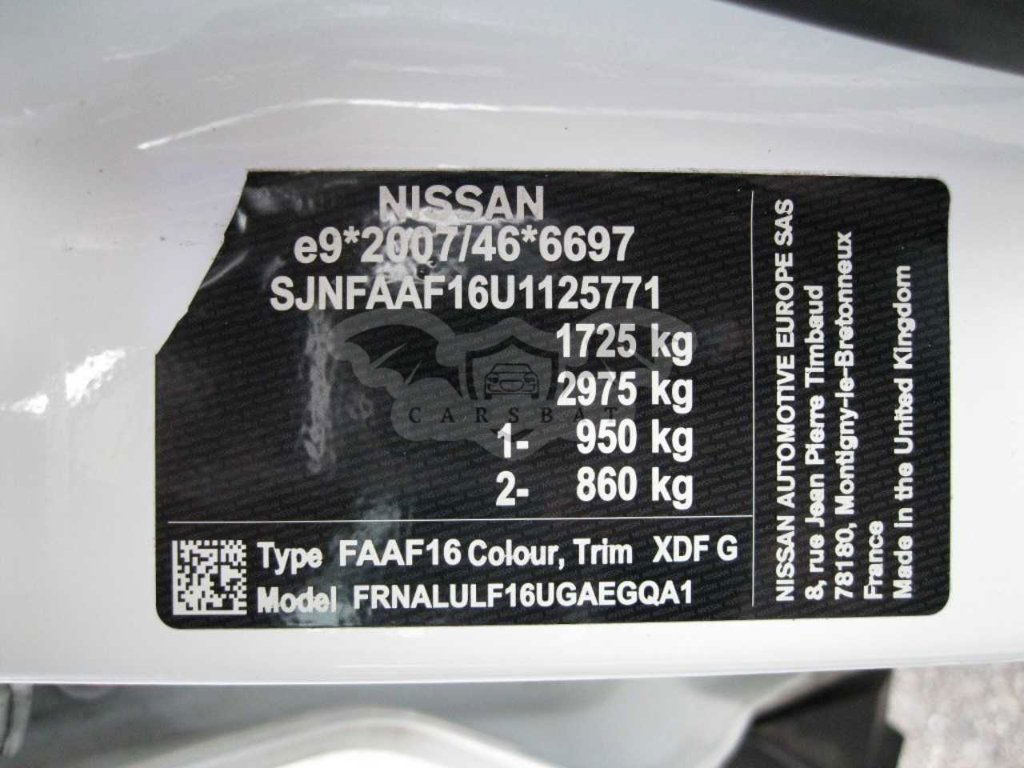 NISSAN
e9*2007/46*6697
SJNFAAF16U1125771
1725 kg
2975 kg
1- 950 kg
2- 860 kg
CARSBAT
Type FAAF16 Colour, Trim XDF G
Model FRNALULF16UGAEGQA1
NISSAN AUTOMOTIVE EUROPE SAS
8, rue Jean Pierre Timbaud
78180, Montigny-le-Bretonneux
France
Made in the United Kingdom